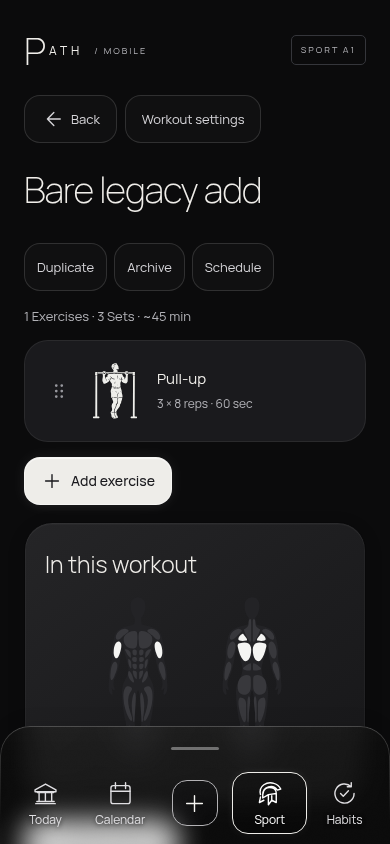 PATH / MOBILE
SPORT A1
Back
Workout settings
Bare legacy add
Duplicate
Archive
Schedule
1 Exercises · 3 Sets · ~45 min
Pull-up
3 × 8 reps · 60 sec
Add exercise
In this workout
Today
Calendar
Sport
Habits